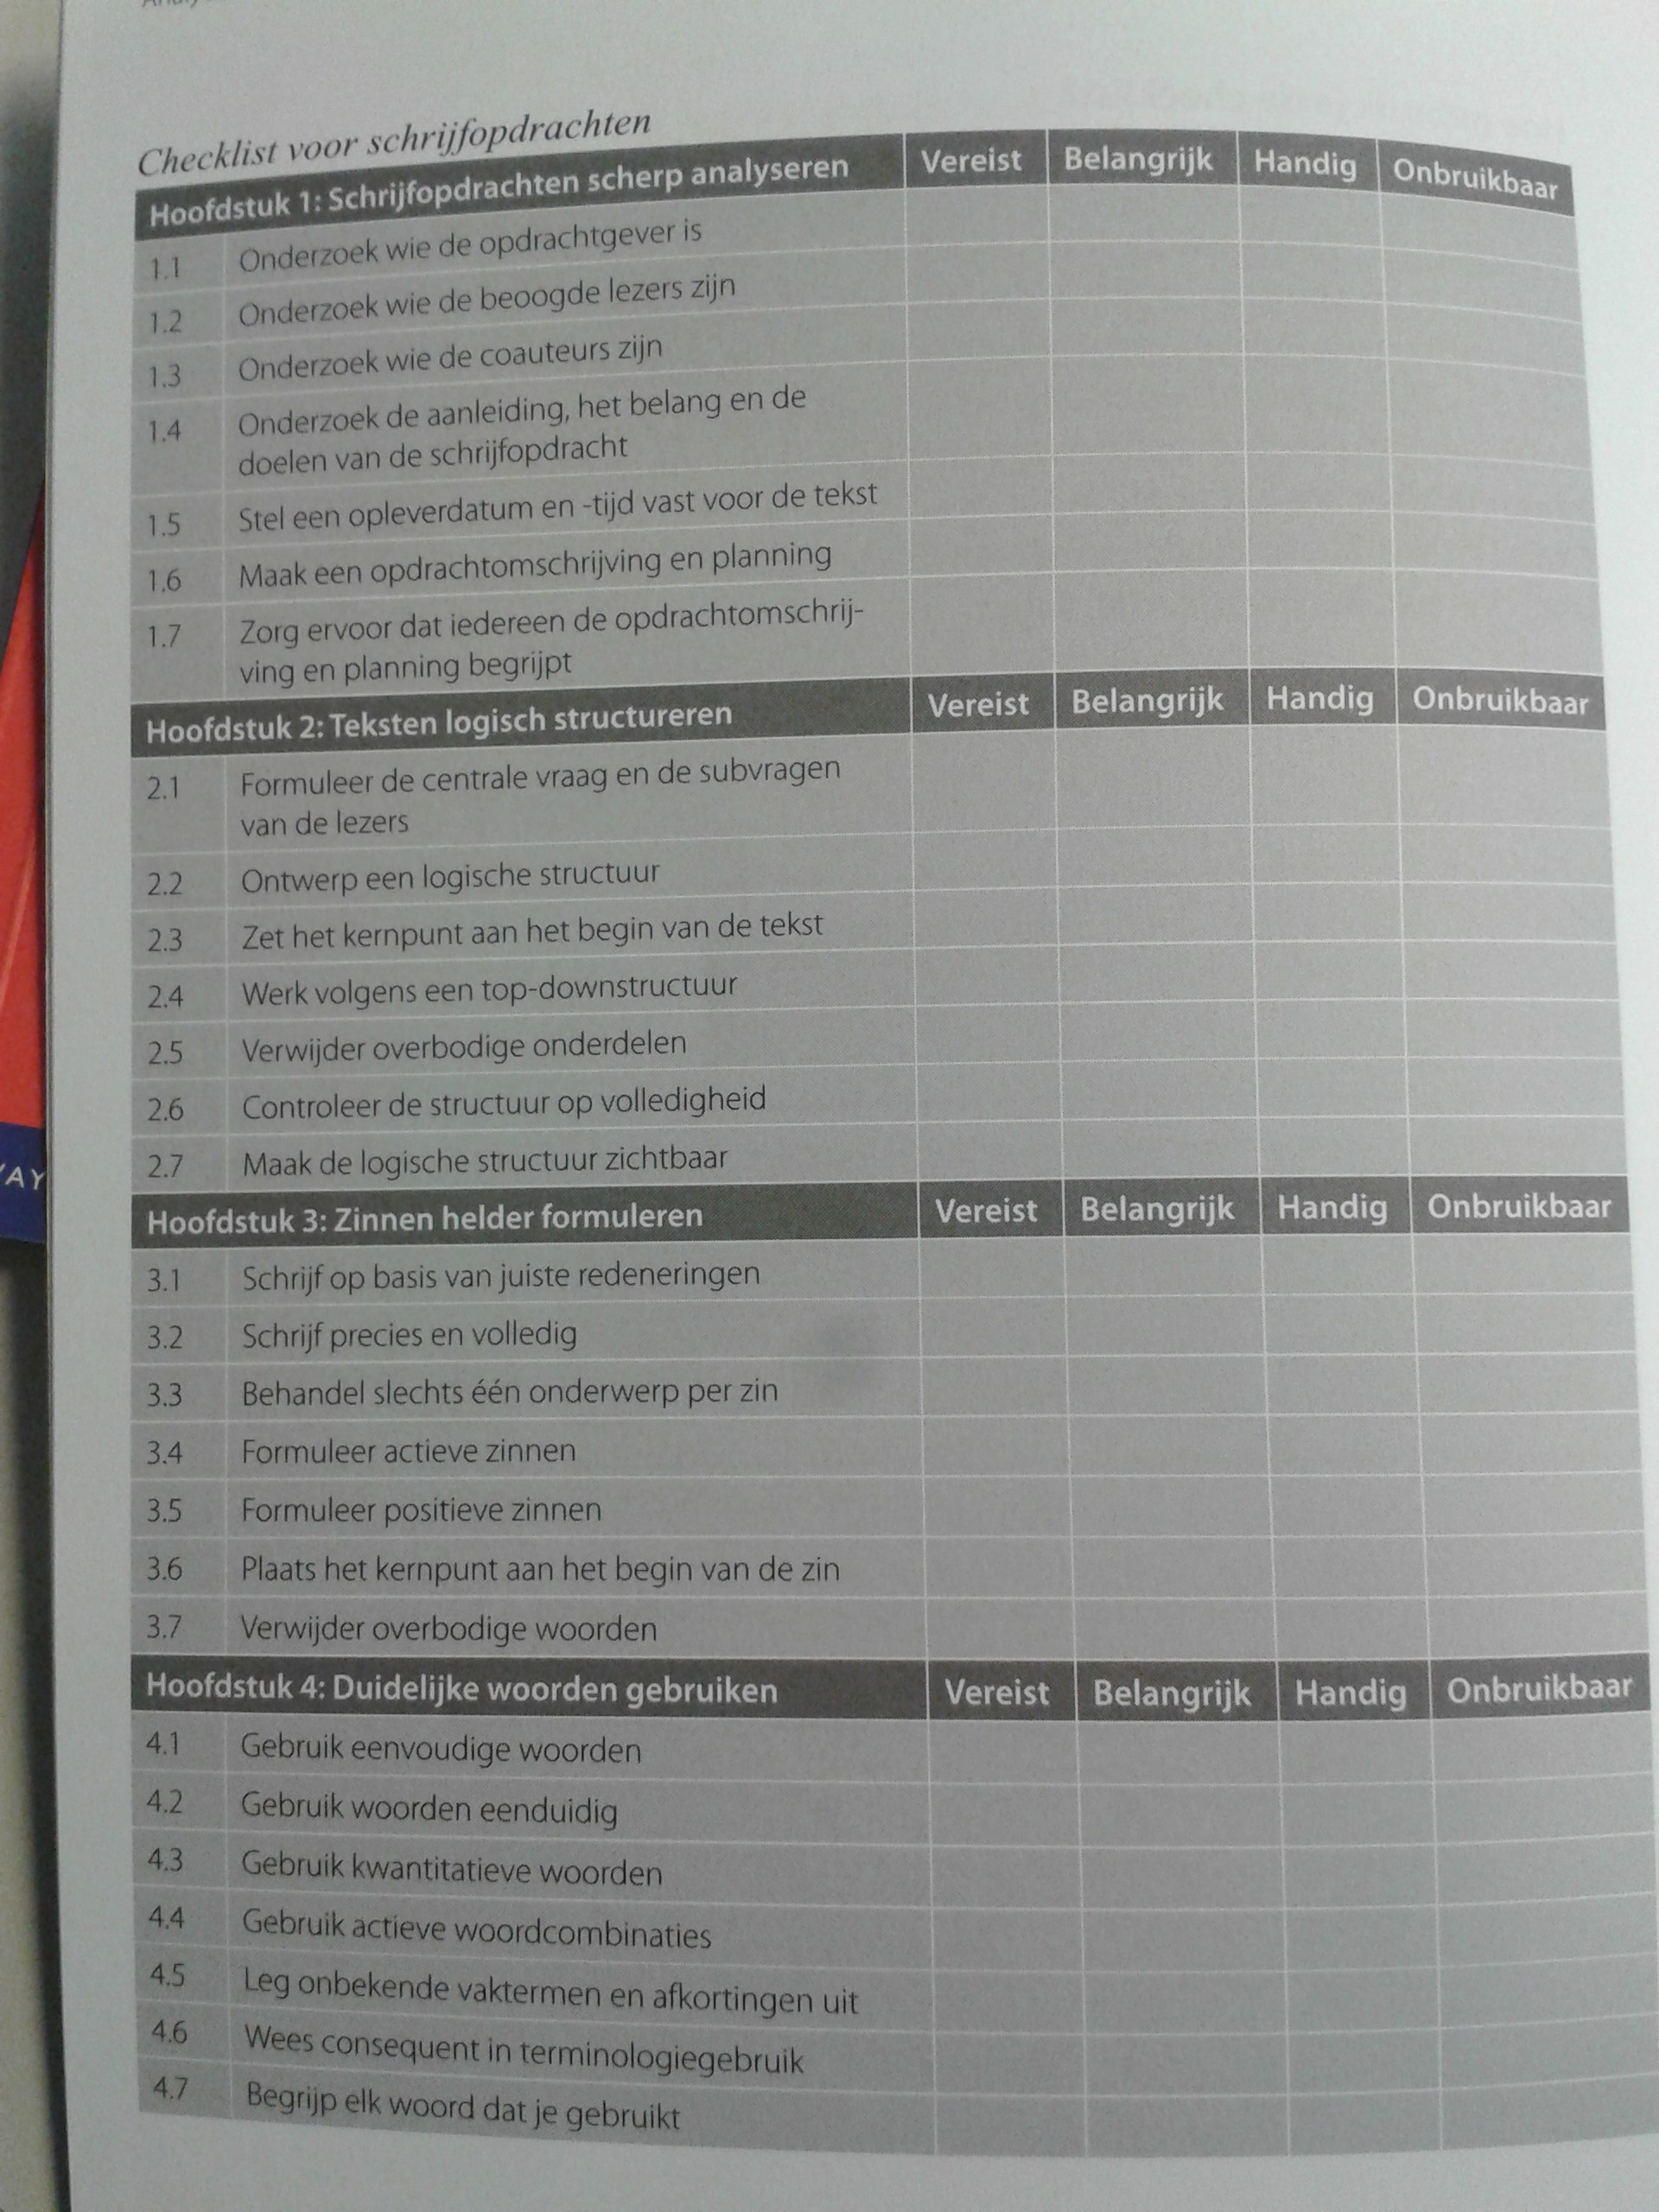 Checklist voor schrijfopdrachten
Hoofdstuk 1: Schrijfopdrachten scherp analyseren Vereist Belangrijk Handig Onbruikbaar
1.1 Onderzoek wie de opdrachtgever is
1.2 Onderzoek wie de beoogde lezers zijn
1.3 Onderzoek wie de coauteurs zijn
1.4 Onderzoek de aanleiding, het belang en de
doelen van de schrijfopdracht
1.5 Stel een opleverdatum en -tijd vast voor de tekst
1.6 Maak een opdrachtomschrijving en planning
1.7 Zorg ervoor dat iedereen de opdrachtomschrij-
ving en planning begrijpt
Hoofdstuk 2: Teksten logisch structureren Vereist Belangrijk Handig Onbruikbaar
2.1 Formuleer de centrale vraag en de subvragen
van de lezers
2.2 Ontwerp een logische structuur
2.3 Zet het kernpunt aan het begin van de tekst
2.4 Werk volgens een top-downstructuur
2.5 Verwijder overbodige onderdelen
2.6 Controleer de structuur op volledigheid
2.7 Maak de logische structuur zichtbaar
Hoofdstuk 3: Zinnen helder formuleren Vereist Belangrijk Handig Onbruikbaar
3.1 Schrijf op basis van juiste redeneringen
3.2 Schrijf precies en volledig
3.3 Behandel slechts één onderwerp per zin
3.4 Formuleer actieve zinnen
3.5 Formuleer positieve zinnen
3.6 Plaats het kernpunt aan het begin van de zin
3.7 Verwijder overbodige woorden
Hoofdstuk 4: Duidelijke woorden gebruiken Vereist Belangrijk Handig Onbruikbaar
4.1 Gebruik eenvoudige woorden
4.2 Gebruik woorden eenduidig
4.3 Gebruik kwantitatieve woorden
4.4 Gebruik actieve woordcombinaties
4.5 Leg onbekende vaktermen en afkortingen uit
4.6 Wees consequent in terminologiegebruik
4.7 Begrijp elk woord dat je gebruikt